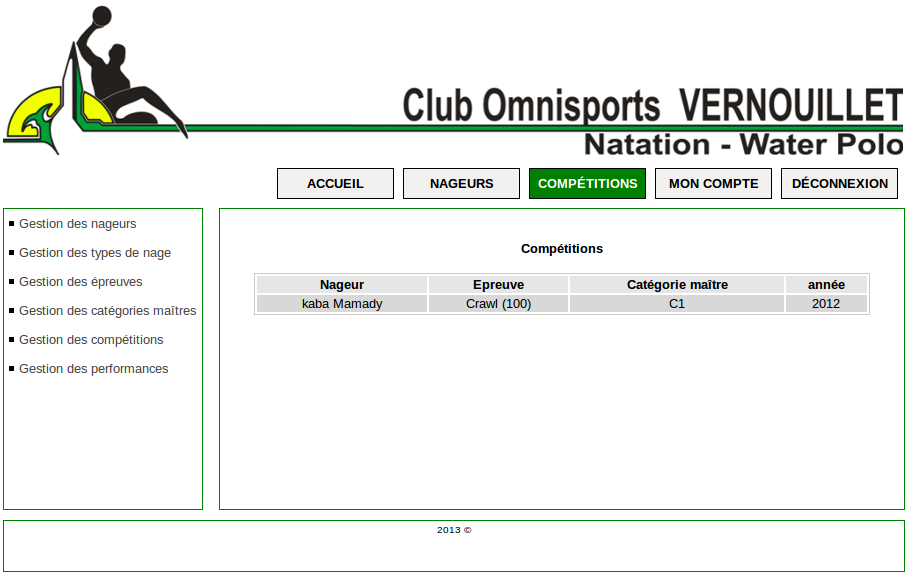 Club Omnisports VERNOUILLET
Natation - Water Polo
ACCUEIL NAGEURS COMPÉTITIONS MON COMPTE DÉCONNEXION
Gestion des nageurs
Gestion des types de nage
Gestion des épreuves
Gestion des catégories maîtres
Gestion des compétitions
Gestion des performances
Compétitions
Nageur Epreuve Catégorie maître année
kaba Mamady Crawl (100) C1 2012
2013 ©